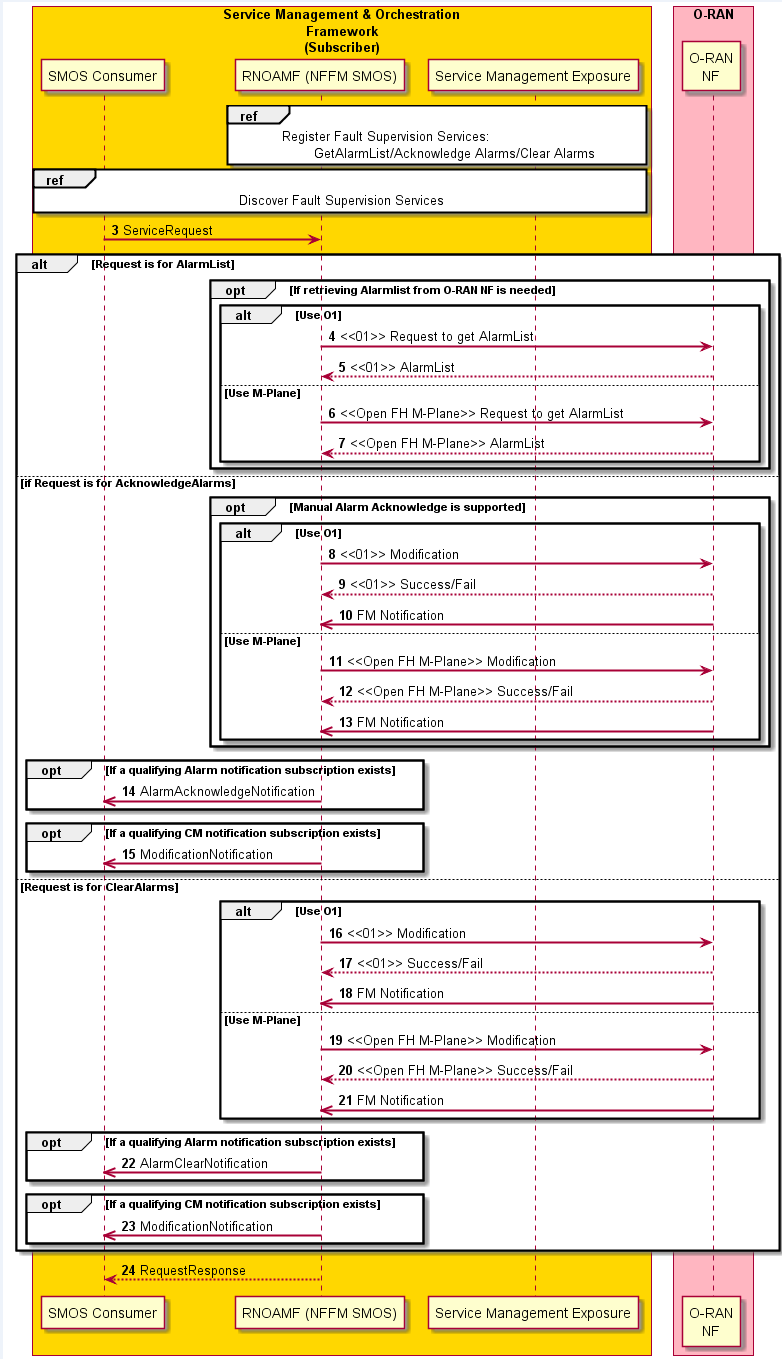 Service Management & Orchestration
Framework
(Subscriber)
O-RAN
SMOS Consumer
RNOAMF (NFFM SMOS)
Service Management Exposure
O-RAN
NF
ref
Register Fault Supervision Services:
GetAlarmList/Acknowledge Alarms/Clear Alarms
ref
Discover Fault Supervision Services
3 ServiceRequest
alt [Request is for AlarmList]
opt [If retrieving Alarmlist from O-RAN NF is needed]
alt [Use O1]
4 <<O1>> Request to get AlarmList
5 <<O1>> AlarmList
[Use M-Plane]
6 <<Open FH M-Plane>> Request to get AlarmList
7 <<Open FH M-Plane>> AlarmList
[if Request is for AcknowledgeAlarms]
opt [Manual Alarm Acknowledge is supported]
alt [Use O1]
8 <<O1>> Modification
9 <<O1>> Success/Fail
10 FM Notification
[Use M-Plane]
11 <<Open FH M-Plane>> Modification
12 <<Open FH M-Plane>> Success/Fail
13 FM Notification
opt [If a qualifying Alarm notification subscription exists]
14 AlarmAcknowledgeNotification
opt [If a qualifying CM notification subscription exists]
15 ModificationNotification
[Request is for ClearAlarms]
alt [Use O1]
16 <<O1>> Modification
17 <<O1>> Success/Fail
18 FM Notification
[Use M-Plane]
19 <<Open FH M-Plane>> Modification
20 <<Open FH M-Plane>> Success/Fail
21 FM Notification
opt [If a qualifying Alarm notification subscription exists]
22 AlarmClearNotification
opt [If a qualifying CM notification subscription exists]
23 ModificationNotification
24 RequestResponse
SMOS Consumer
RNOAMF (NFFM SMOS)
Service Management Exposure
O-RAN
NF